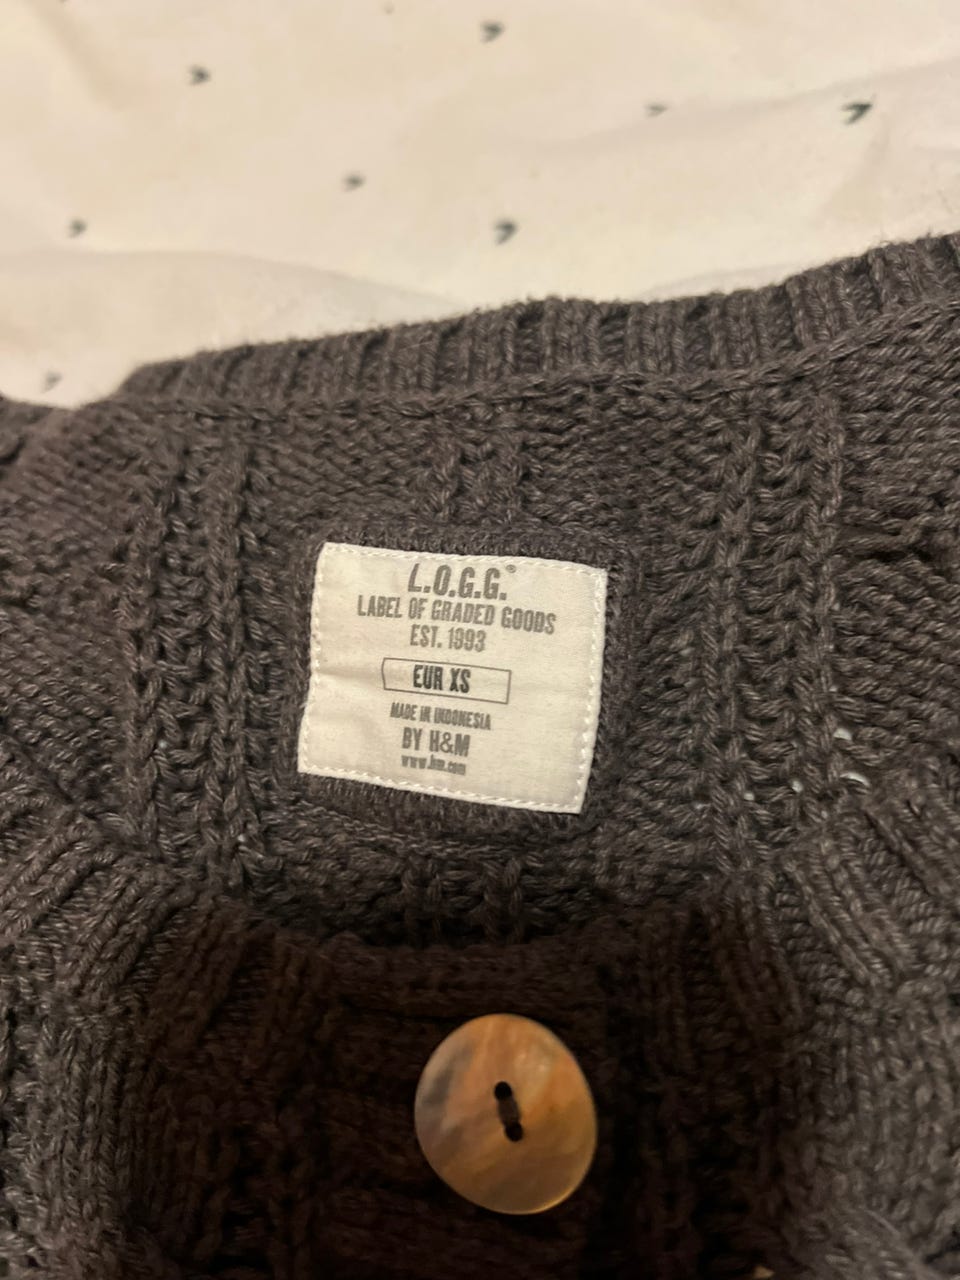 L.O.G.G.®
LABEL OF GRADED GOODS
EST. 1993
EUR XS
MADE IN INDONESIA
BY H&M
www.hm.com